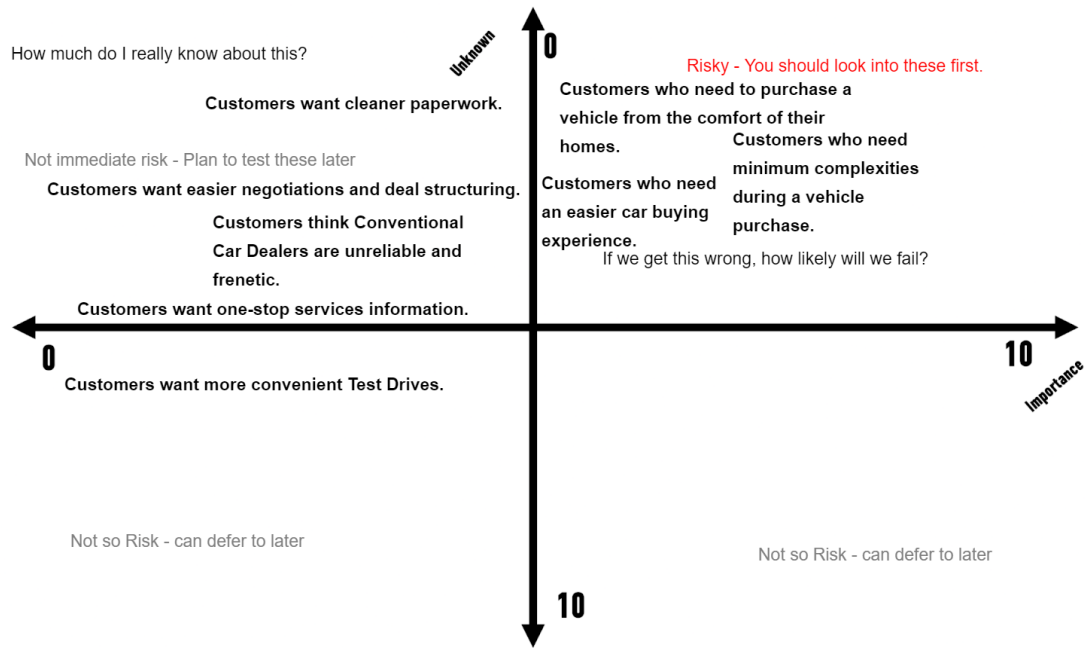 How much do I really know about this?
Unknown
0
Risky - You should look into these first.
Customers want cleaner paperwork.
Customers who need to purchase a
vehicle from the comfort of their
homes.
Customers who need
minimum complexities
during a vehicle
purchase.
Not immediate risk - Plan to test these later
Customers want easier negotiations and deal structuring.
Customers who need
an easier car buying
experience.
Customers think Conventional
Car Dealers are unreliable and
frenetic.
If we get this wrong, how likely will we fail?
Customers want one-stop services information.
0
10
Importance
Customers want more convenient Test Drives.
Not so Risk - can defer to later
Not so Risk - can defer to later
10